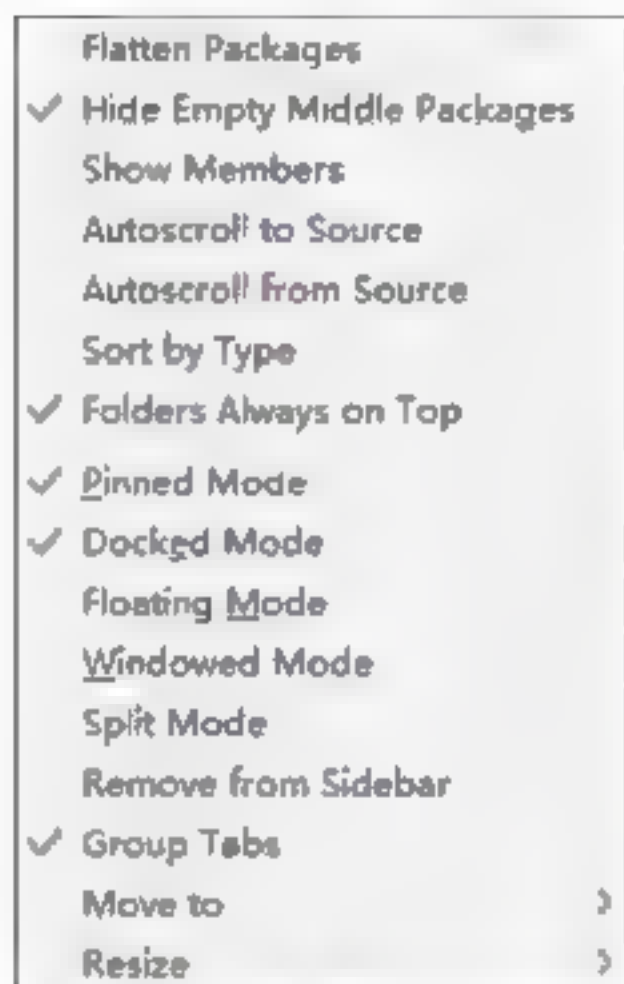 Flatten Packages
Hide Empty Middle Packages
Show Members
Autoscroll to Source
Autoscroll from Source
Sort by Type
Folders Always on Top
Pinned Mode
Docked Mode
Floating Mode
Windowed Mode
Split Mode
Remove from Sidebar
Group Tabs
Move to
Resize